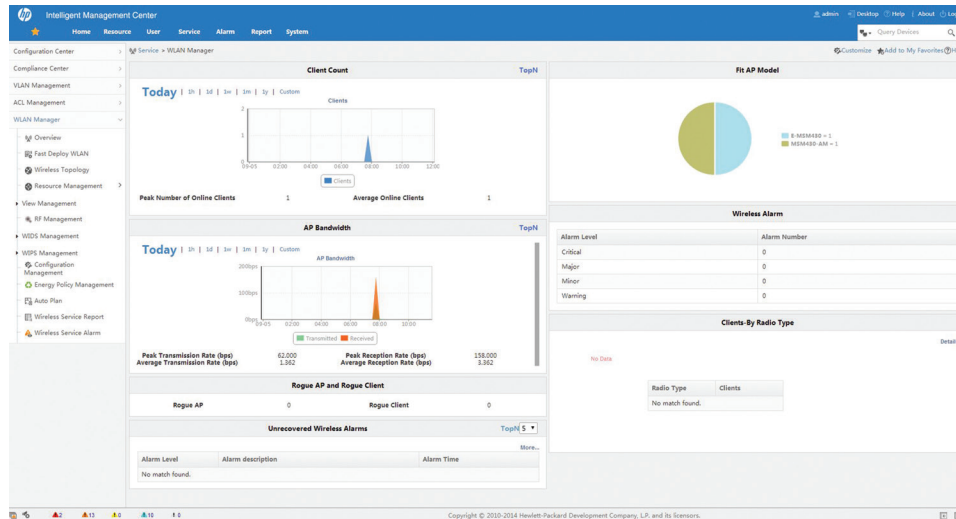 hp Intelligent Management Center
admin Desktop Help About
Home Resource User Service Alarm Report System
Query Devices
Configuration Center
Compliance Center
VLAN Management
ACL Management
WLAN Manager
Overview
Fast Deploy WLAN
Wireless Topology
Resource Management
View Management
RF Management
WIDS Management
WIPS Management
Configuration
Management
Energy Policy Management
Auto Plan
Wireless Service Report
Wireless Service Alarm
Service > WLAN Manager
Customize Add to My Favorites
Client Count TopN
Today | 1h | 1d | 1w | 1m | 1y | Custom
Clients
2
1
0
09-05 02:00 04:00 06:00 08:00 10:00 12:00
Clients
Peak Number of Online Clients 1 Average Online Clients 1
AP Bandwidth TopN
Today | 1h | 1d | 1w | 1m | 1y | Custom
AP Bandwidth
200bps
100bps
0bps
09-05 02:00 04:00 06:00 08:00 10:00
Transmitted Received
Peak Transmission Rate (bps) 62.000 Peak Reception Rate (bps) 158.000
Average Transmission Rate (bps) 1.362 Average Reception Rate (bps) 3.362
Rogue AP and Rogue Client
Rogue AP 0 Rogue Client 0
Unrecovered Wireless Alarms TopN 5
More...
Alarm Level Alarm description Alarm Time
No match found.
Fit AP Model
E-MSM430 = 1
MSM430-AM = 1
Wireless Alarm
Alarm Level Alarm Number
Critical 0
Major 0
Minor 0
Warning 0
Clients-By Radio Type
Detail
No Data
Radio Type Clients
No match found.
2 13 0 10 0
Copyright © 2010-2014 Hewlett-Packard Development Company, L.P. and its licensors.